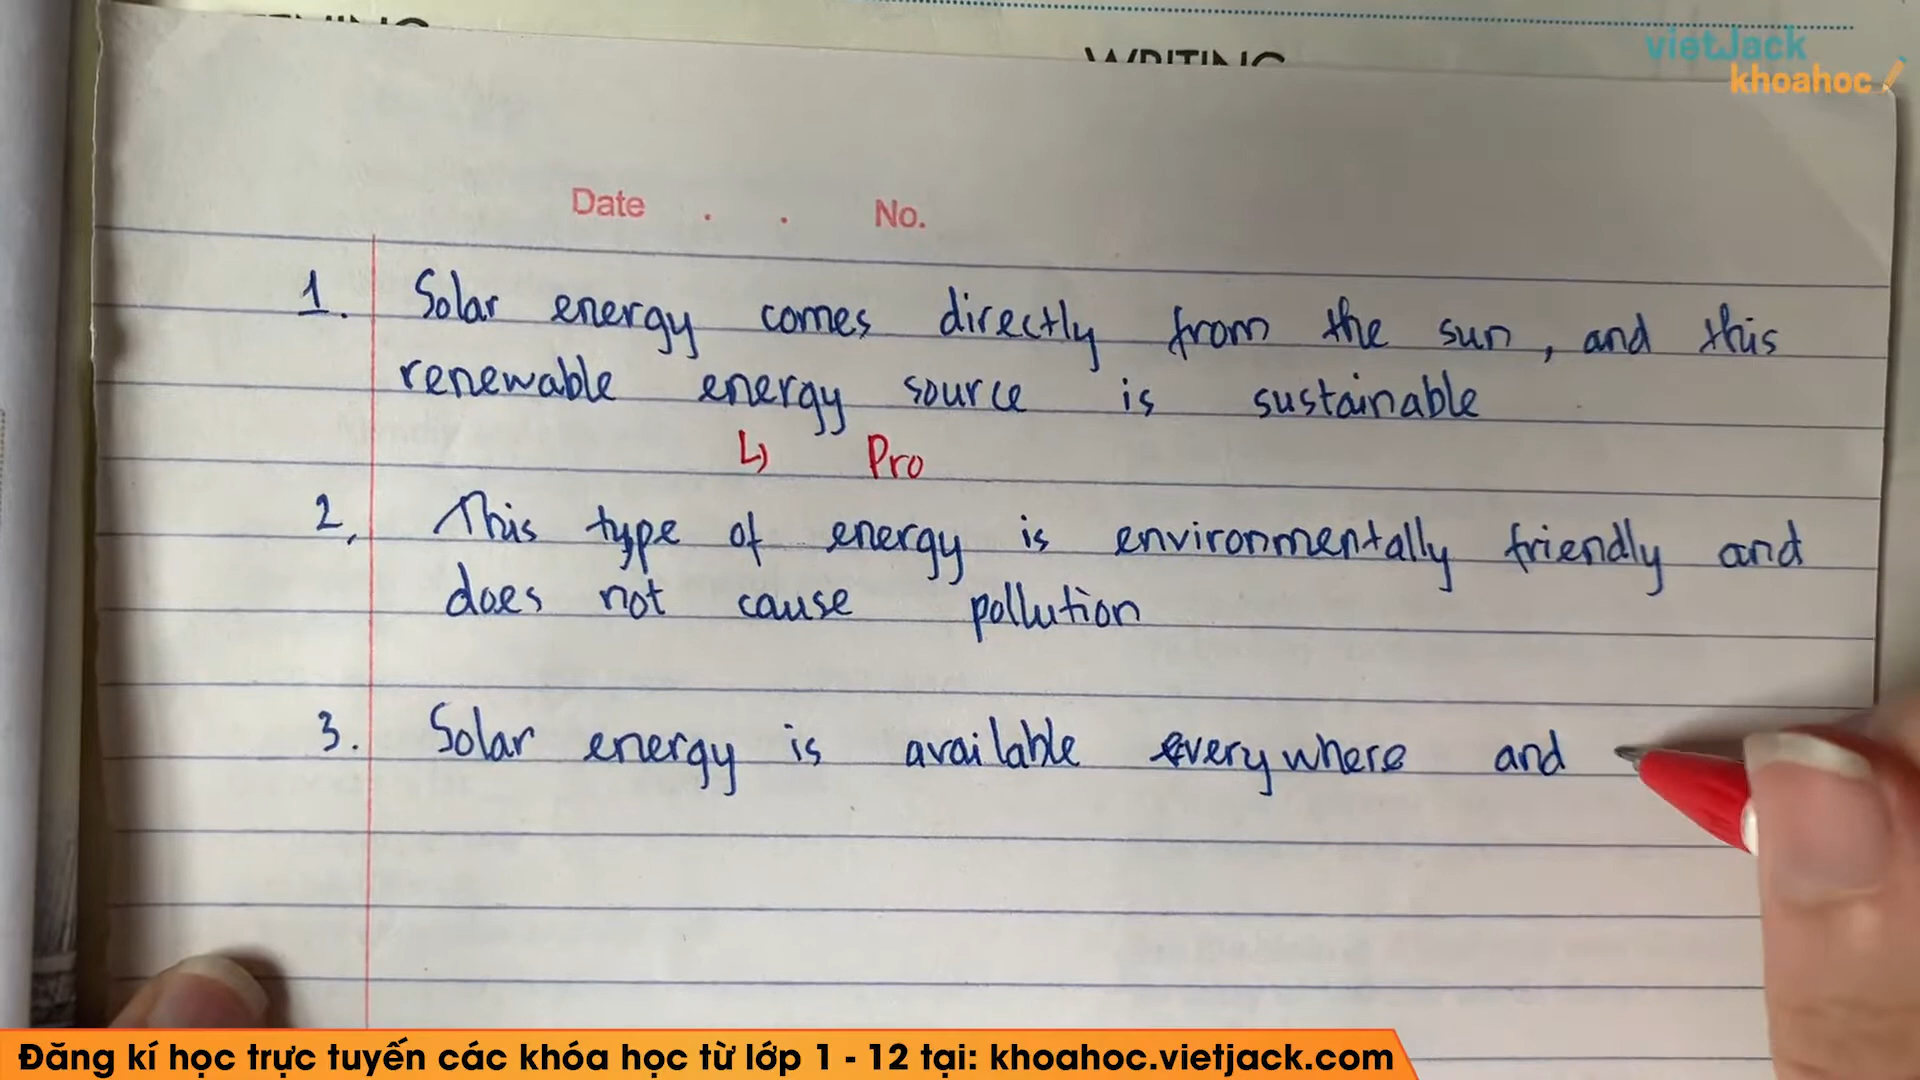 WRITING
vietJack
khoahoc
Date . . No.
1. Solar energy comes directly from the sun, and this
renewable energy source is sustainable
↳ Pro
2. This type of energy is environmentally friendly and
does not cause pollution
3. Solar energy is available everywhere and
Đăng kí học trực tuyến các khóa học từ lớp 1 - 12 tại: khoahoc.vietjack.com